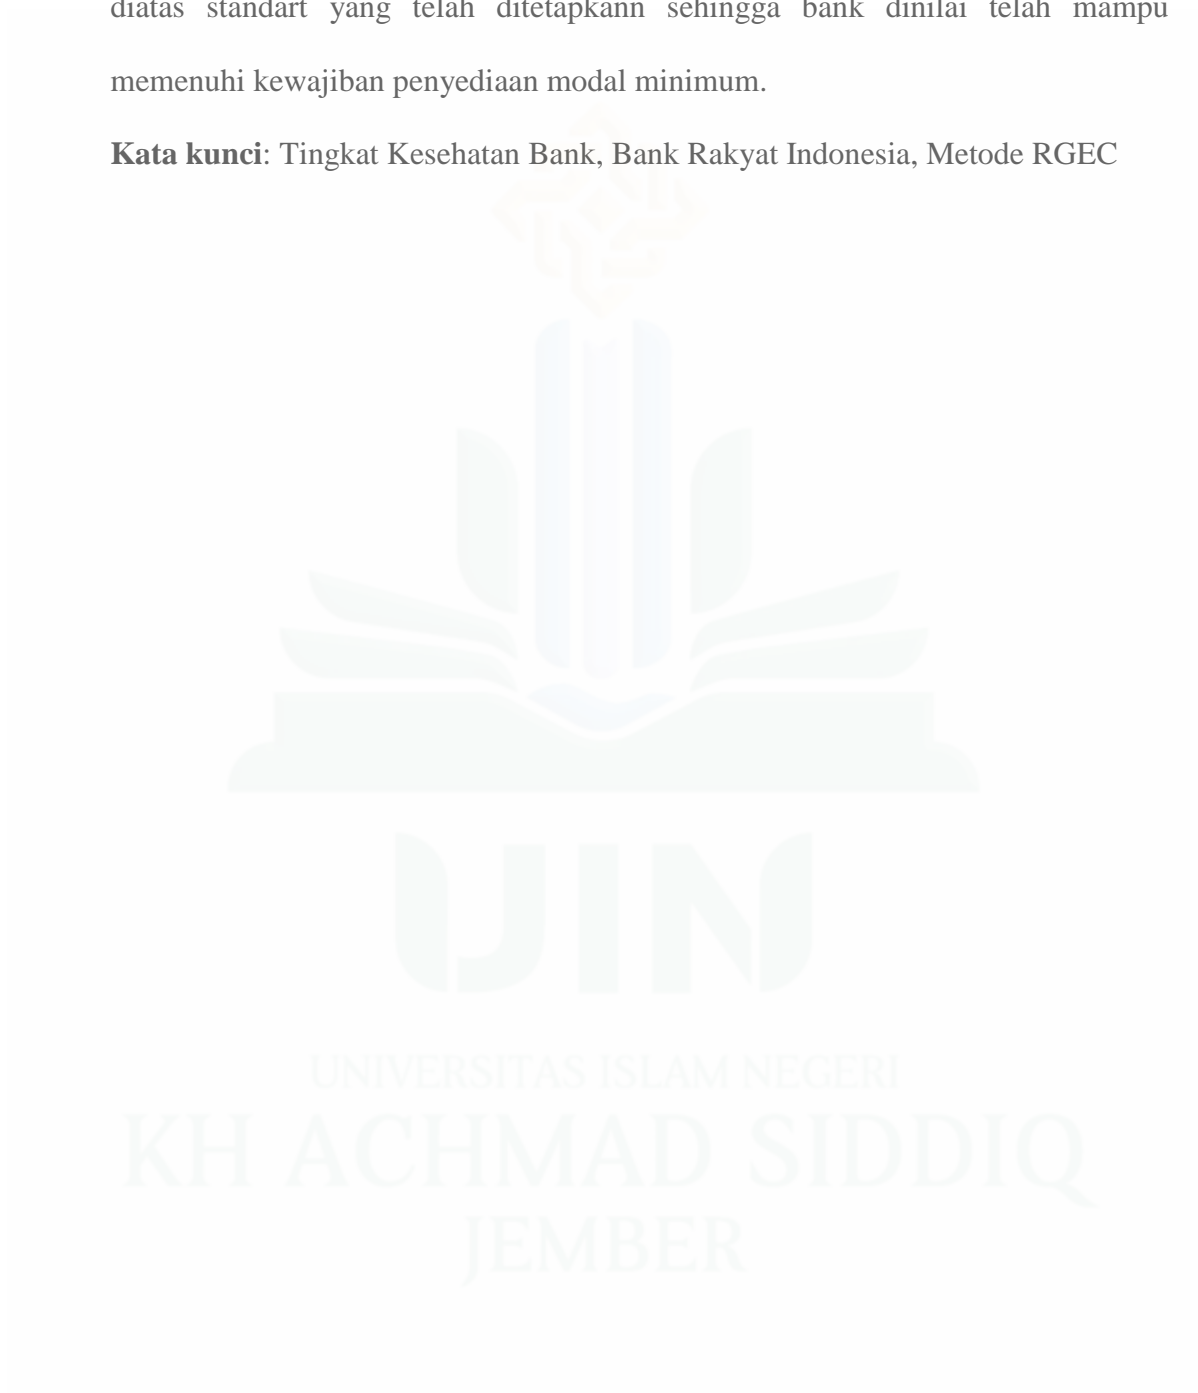 diatas standart yang telah ditetapkann sehingga bank dinilai telah mampu
memenuhi kewajiban penyediaan modal minimum.
Kata kunci: Tingkat Kesehatan Bank, Bank Rakyat Indonesia, Metode RGEC
UIN
UNIVERSITAS ISLAM NEGERI
KH ACHMAD SIDDIQ
JEMBER